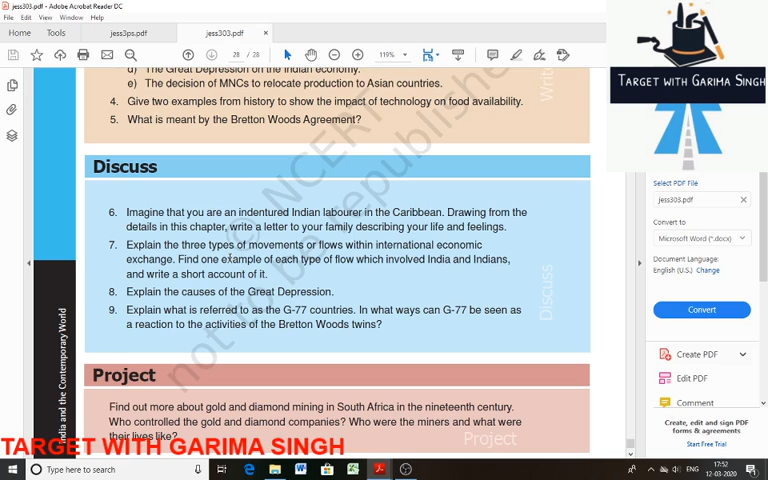 jess303.pdf - Adobe Acrobat Reader DC
File Edit View Window Help
Home Tools jess3ps.pdf jess303.pdf ×
28 / 28 119%
d) The Great Depression on the Indian economy.
e) The decision of MNCs to relocate production to Asian countries.
4. Give two examples from history to show the impact of technology on food availability.
5. What is meant by the Bretton Woods Agreement?
Writ
Discuss
6. Imagine that you are an indentured Indian labourer in the Caribbean. Drawing from the
details in this chapter, write a letter to your family describing your life and feelings.
7. Explain the three types of movements or flows within international economic
exchange. Find one example of each type of flow which involved India and Indians,
and write a short account of it.
8. Explain the causes of the Great Depression.
9. Explain what is referred to as the G-77 countries. In what ways can G-77 be seen as
a reaction to the activities of the Bretton Woods twins?
Discuss
Project
Find out more about gold and diamond mining in South Africa in the nineteenth century.
Who controlled the gold and diamond companies? Who were the miners and what were
their lives like?
Project
© NCERT
not to be republishe
India and the Contemporary World
TARGET WITH GARIMA SINGH
Select PDF File
jess303.pdf
Convert to
Microsoft Word (*.docx)
Document Language:
English (U.S.) Change
Convert
Create PDF
Edit PDF
Comment
Create, edit and sign PDF
forms & agreements
Start Free Trial
TARGET WITH GARIMA SINGH
Type here to search
ENG
17:52
12-03-2020